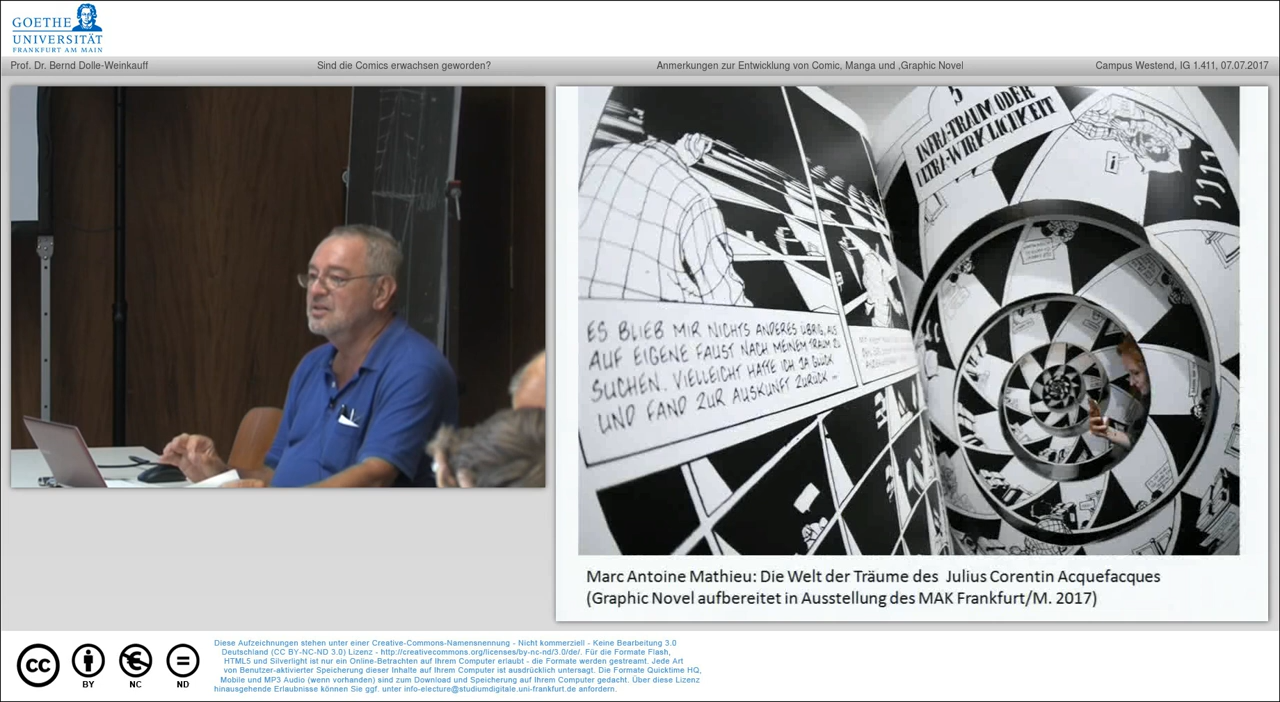 GOETHE
UNIVERSITÄT
FRANKFURT AM MAIN
Prof. Dr. Bernd Dolle-Weinkauff
Sind die Comics erwachsen geworden?
Anmerkungen zur Entwicklung von Comic, Manga und ‚Graphic Novel
Campus Westend, IG 1.411, 07.07.2017
5
INFRA-TRAUM ODER
ULTRA-WIRKLICHKEIT
ES BLIEB MIR NICHTS ANDERES ÜBRIG, ALS
AUF EIGENE FAUST NACH MEINEM TRAUM ZU
SUCHEN. VIELLEICHT HATTE ICH JA GLÜCK
UND FAND ZUR AUSKUNFT ZURÜCK ...
Marc Antoine Mathieu: Die Welt der Träume des Julius Corentin Acquefacques
(Graphic Novel aufbereitet in Ausstellung des MAK Frankfurt/M. 2017)
cc
BY
NC
ND
Diese Aufzeichnungen stehen unter einer Creative-Commons-Namensnennung - Nicht kommerziell - Keine Bearbeitung 3.0
Deutschland (CC BY-NC-ND 3.0) Lizenz - http://creativecommons.org/licenses/by-nc-nd/3.0/de/. Für die Formate Flash,
HTML5 und Silverlight ist nur ein Online-Betrachten auf Ihrem Computer erlaubt - die Formate werden gestreamt. Jede Art
von Benutzer-aktivierter Speicherung dieser Inhalte auf Ihrem Computer ist ausdrücklich untersagt. Die Formate Quicktime HQ,
Mobile und MP3 Audio (wenn vorhanden) sind zum Download und Speicherung auf Ihrem Computer gedacht. Über diese Lizenz
hinausgehende Erlaubnisse können Sie ggf. unter info-electure@studiumdigitale.uni-frankfurt.de anfordern.